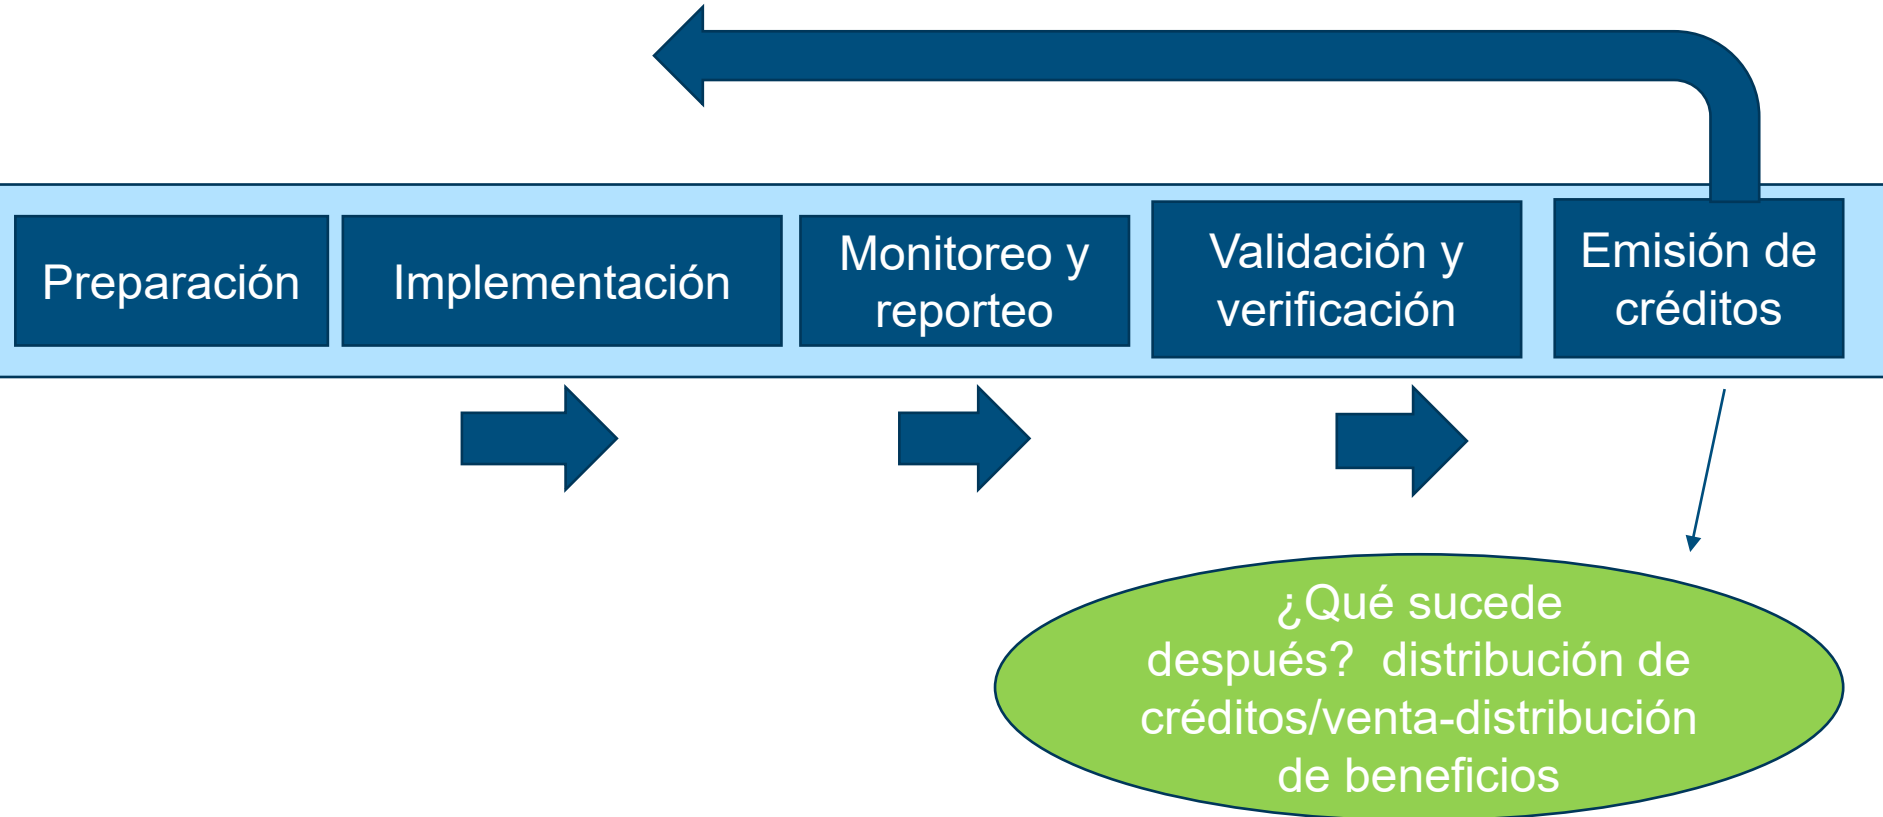 Preparación
Implementación
Monitoreo y
reporteo
Validación y
verificación
Emisión de
créditos
¿Qué sucede
después?  distribución de
créditos/venta-distribución
de beneficios